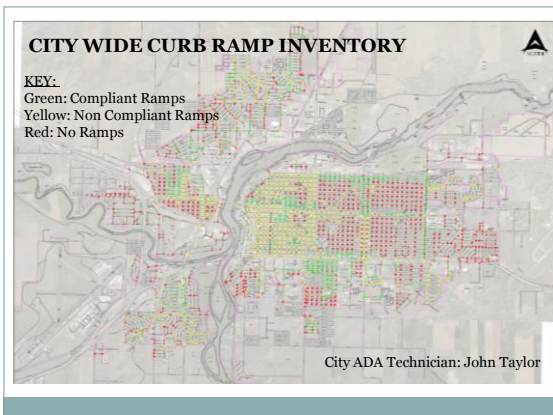 CITY WIDE CURB RAMP INVENTORY
KEY:
Green: Compliant Ramps
Yellow: Non Compliant Ramps
Red: No Ramps
City ADA Technician: John Taylor